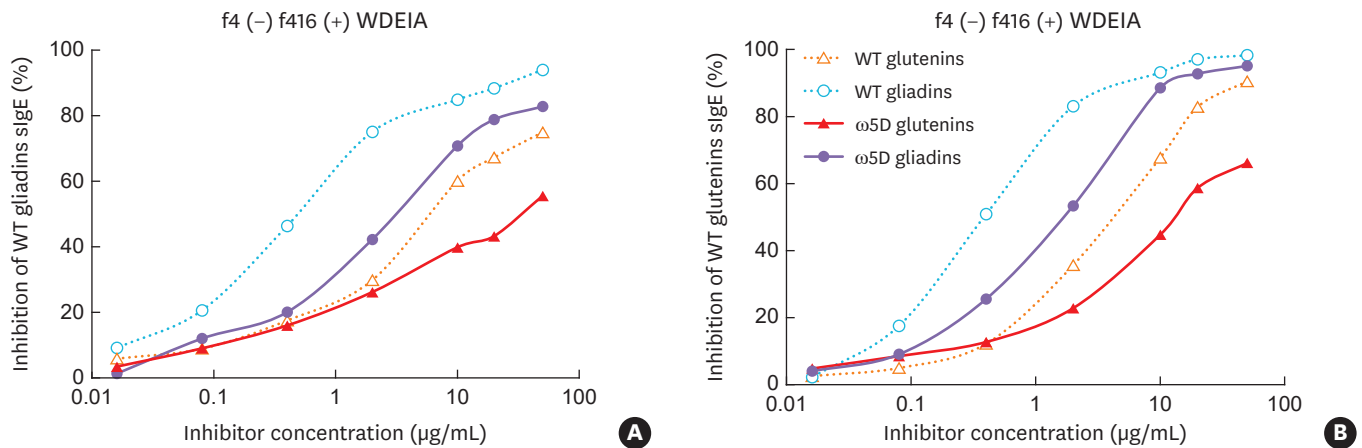 f4 (−) f416 (+) WDEIA
Inhibition of WT gliadins sIgE (%)
100
80
60
40
20
0
0.01 0.1 1 10 100
Inhibitor concentration (µg/mL)
A
f4 (−) f416 (+) WDEIA
Inhibition of WT glutenins sIgE (%)
100
80
60
40
20
0
WT glutenins
WT gliadins
ω5D glutenins
ω5D gliadins
0.01 0.1 1 10 100
Inhibitor concentration (µg/mL)
B